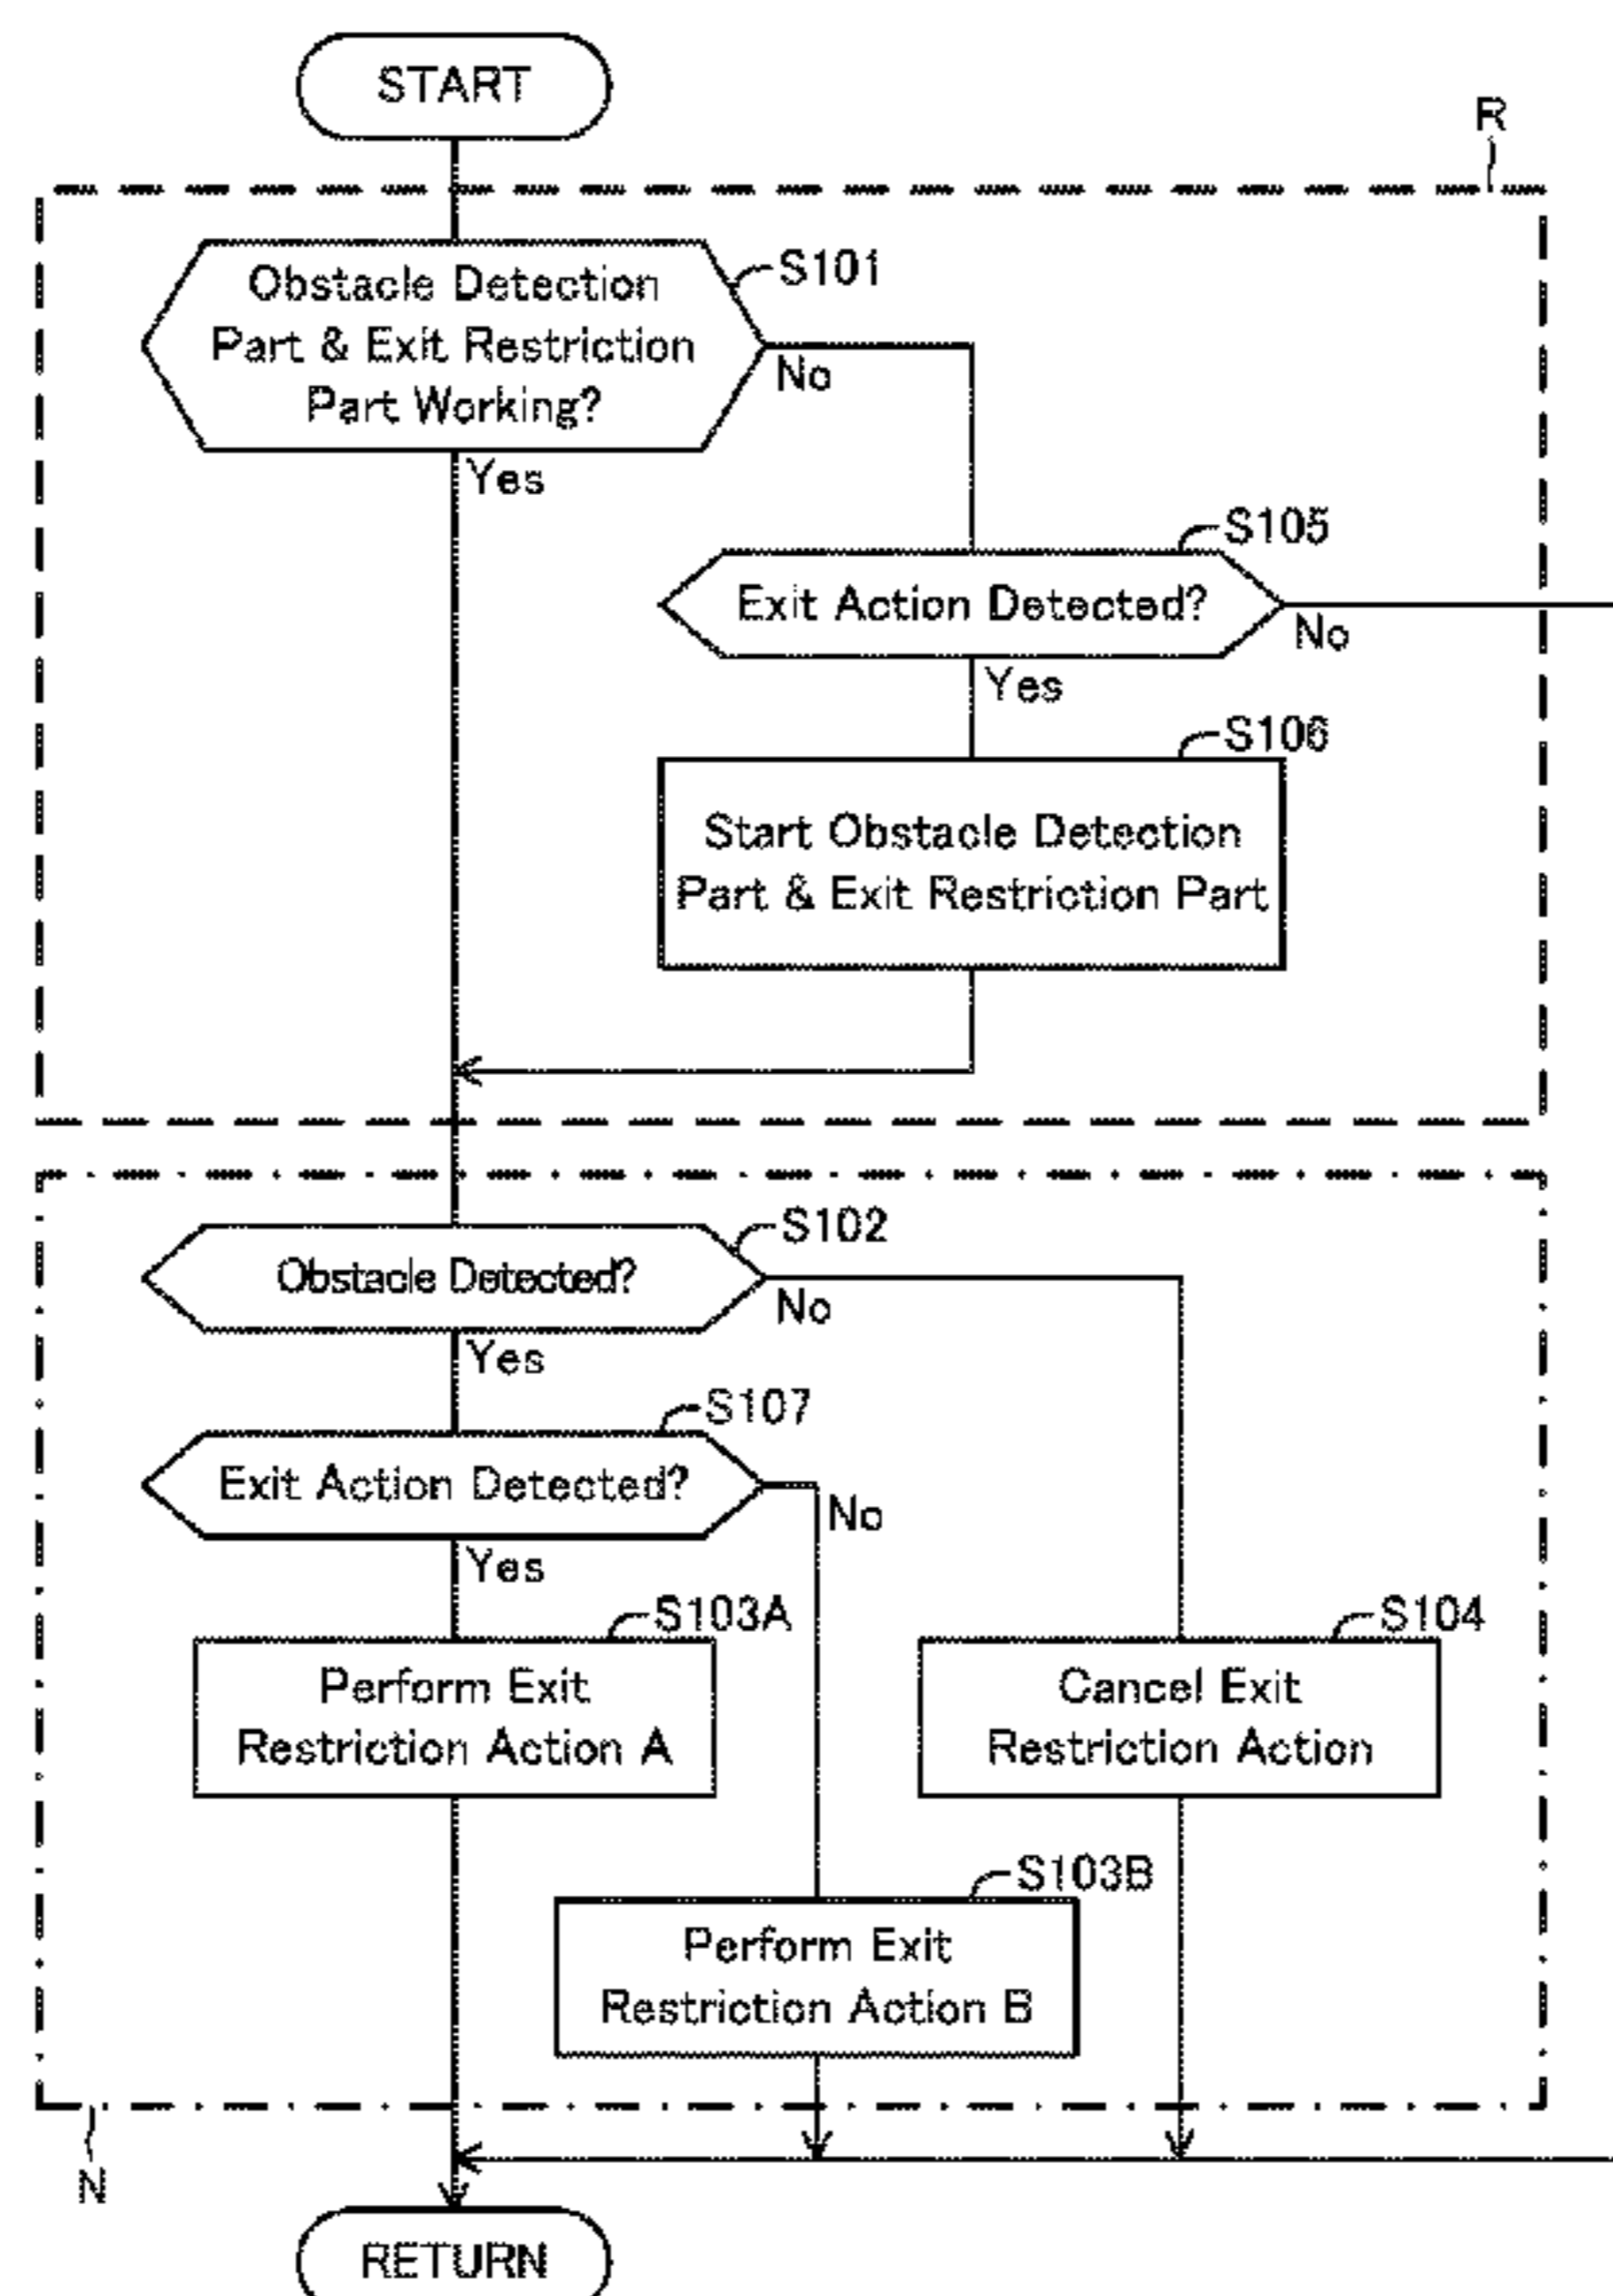 START
R
S101
Obstacle Detection
Part & Exit Restriction
Part Working?
No
Yes
S105
Exit Action Detected?
No
Yes
S106
Start Obstacle Detection
Part & Exit Restriction Part
S102
Obstacle Detected?
No
Yes
S107
Exit Action Detected?
No
Yes
S103A
Perform Exit
Restriction Action A
S104
Cancel Exit
Restriction Action
S103B
Perform Exit
Restriction Action B
N
RETURN